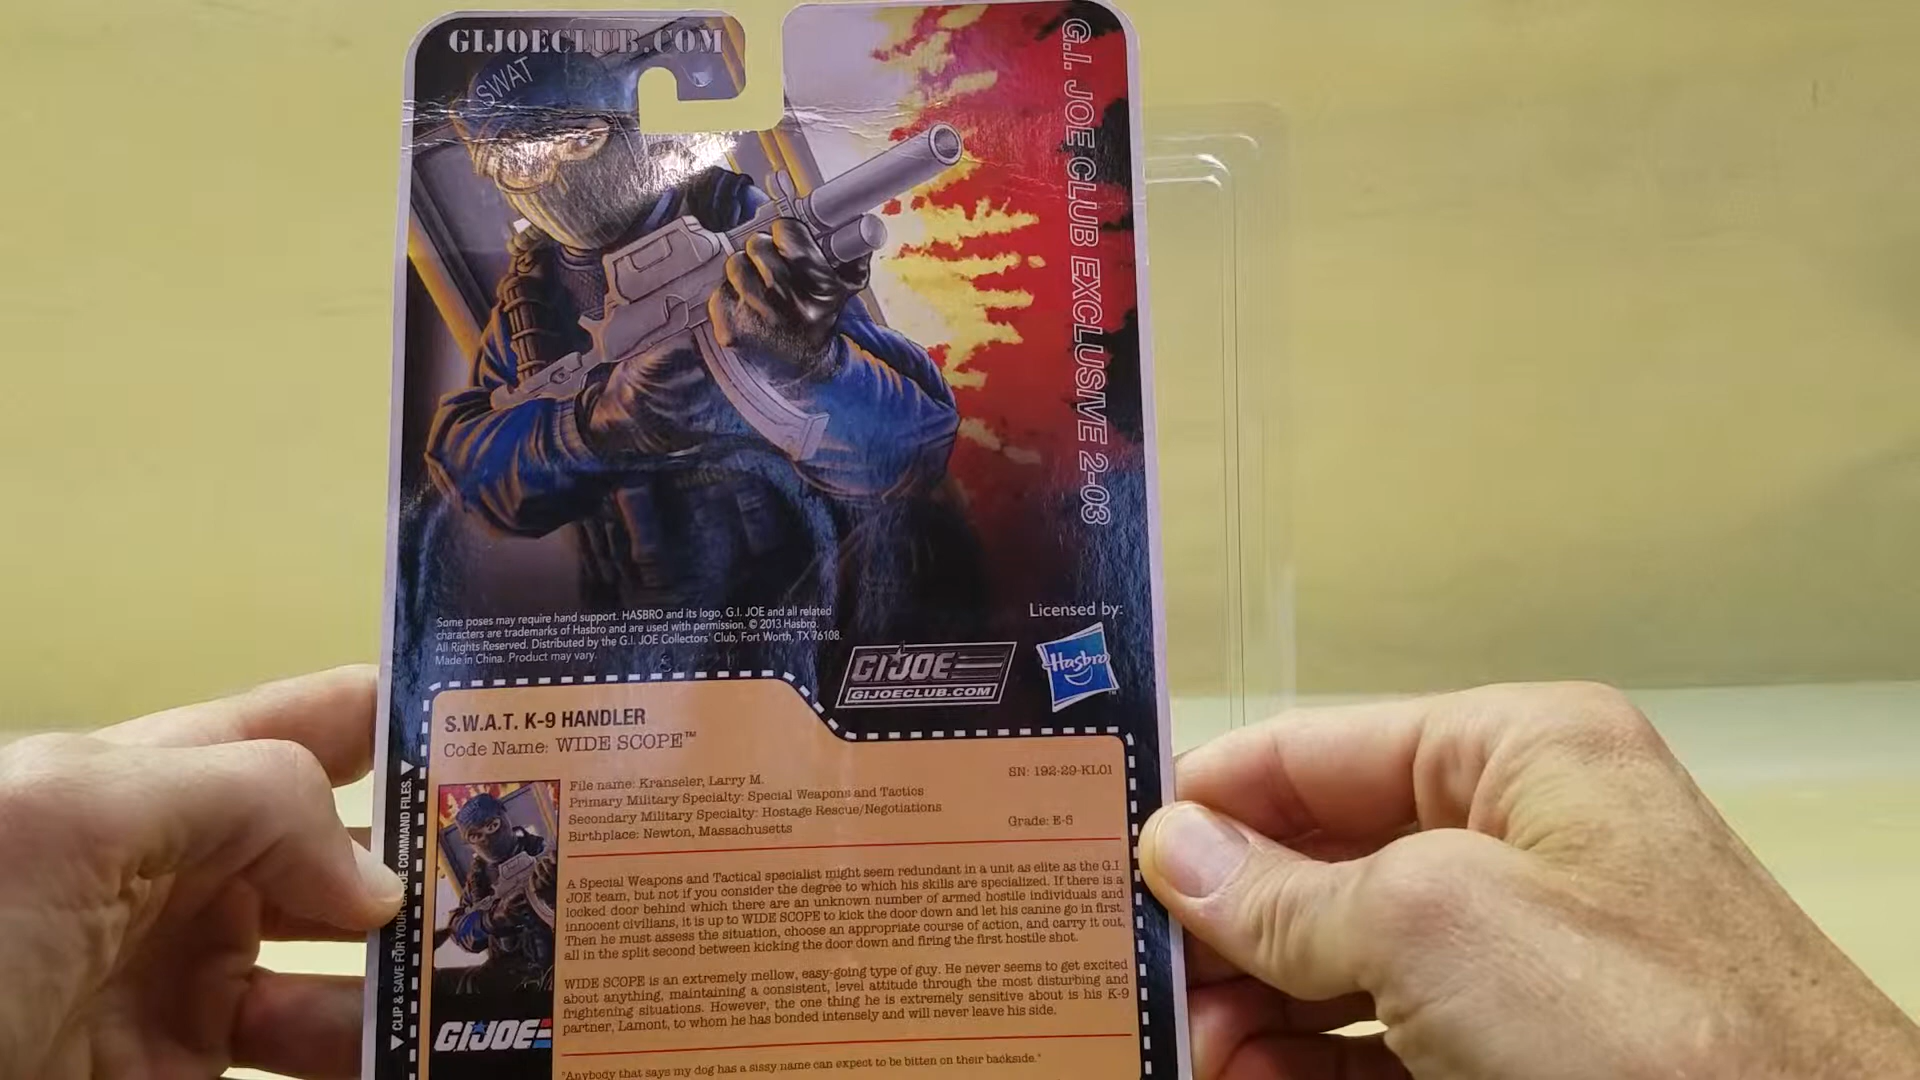 GIJOECLUB.COM
SWAT
G.I. JOE CLUB EXCLUSIVE 2-03
Some poses may require hand support. HASBRO and its logo, G.I. JOE and all related
characters are trademarks of Hasbro and are used with permission. © 2013 Hasbro.
All Rights Reserved. Distributed by the G.I. JOE Collectors' Club, Fort Worth, TX 76108.
Made in China. Product may vary.
Licensed by:
GI JOE
GIJOECLUB.COM
Hasbro™
S.W.A.T. K-9 HANDLER
Code Name: WIDE SCOPE™
File name: Kranseler, Larry M.
SN: 192-29-KL01
Primary Military Specialty: Special Weapons and Tactics
Secondary Military Specialty: Hostage Rescue/Negotiations
Birthplace: Newton, Massachusetts
Grade:
A Special Weapons and Tactical specialist might seem redundant in a unit as elite as the G.I.
JOE team, but not if you consider the degree to which his skills are specialized. If there is a
locked door behind which there are an unknown number of armed hostile individuals and
innocent civilians, it is up to WIDE SCOPE to kick the door down and let his canine go in first.
Then he must assess the situation, choose an appropriate course of action, and carry it out,
all in the split second between kicking the door down and firing the first hostile shot.
WIDE SCOPE is an extremely mellow, easy-going type of guy. He never seems to get excited
about anything, maintaining a consistent, level attitude through the most disturbing and
frightening situations. However, the one thing he is extremely sensitive about is his K-9
partner, Lamont, to whom he has bonded intensely and will never leave his side.
"Anybody that says my dog has a sissy name can expect to be bitten on their backside."
CLIP & SAVE FOR YOUR COMMAND FILES.
GI JOE